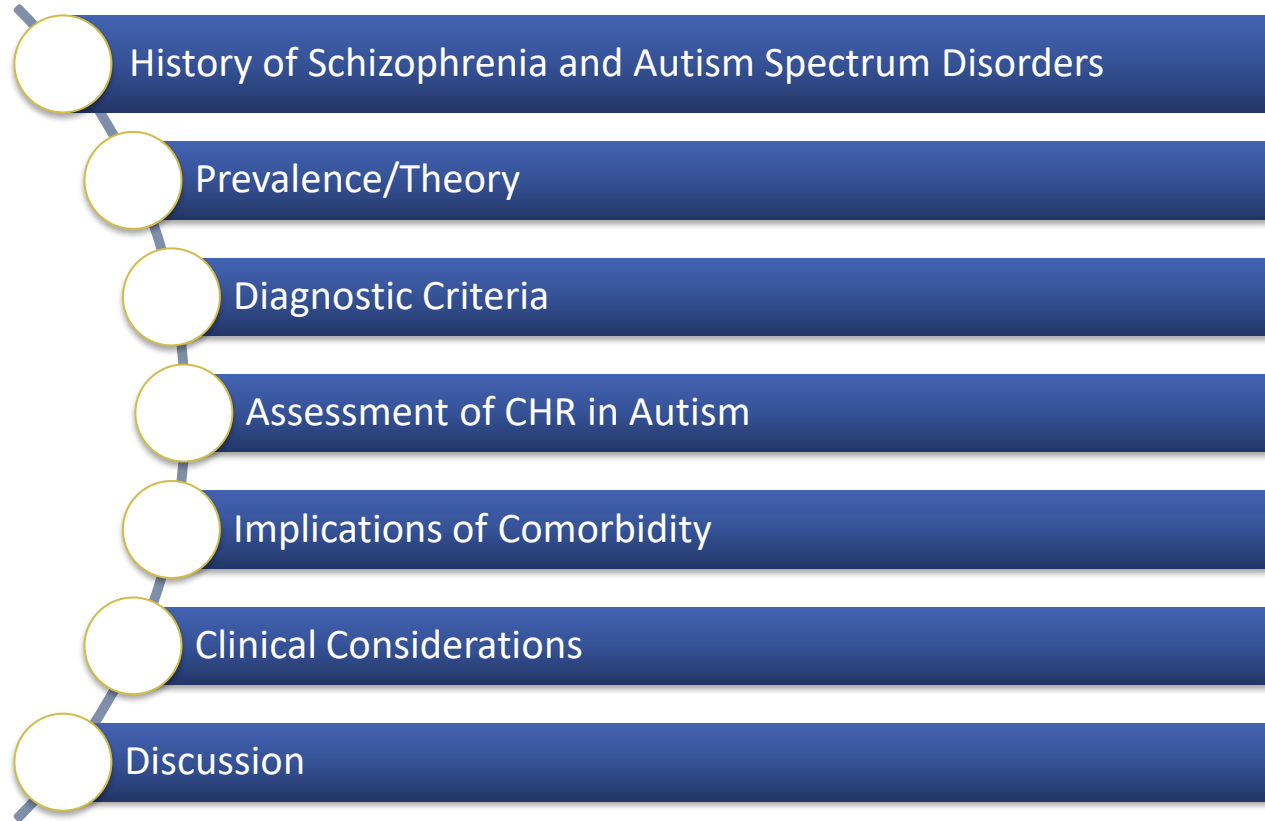 History of Schizophrenia and Autism Spectrum Disorders
Prevalence/Theory
Diagnostic Criteria
Assessment of CHR in Autism
Implications of Comorbidity
Clinical Considerations
Discussion